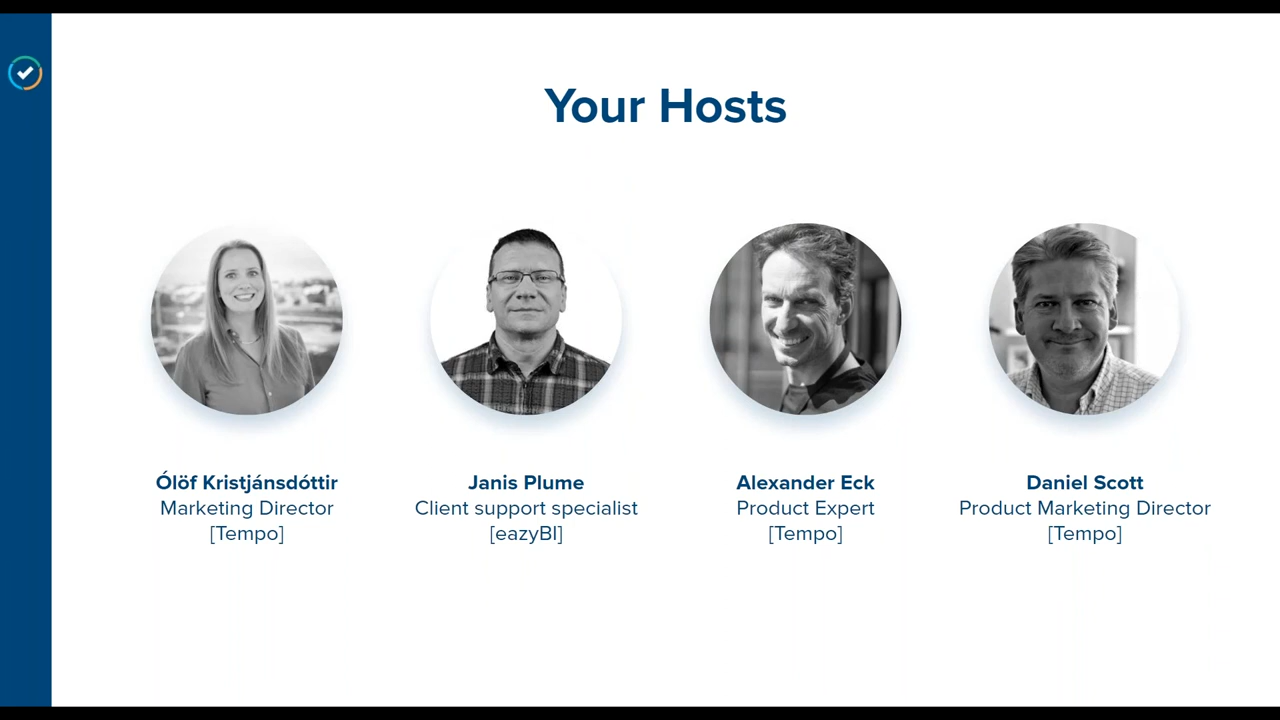 Your Hosts
Ólöf Kristjánsdóttir
Marketing Director
[Tempo]
Janis Plume
Client support specialist
[eazyBI]
Alexander Eck
Product Expert
[Tempo]
Daniel Scott
Product Marketing Director
[Tempo]